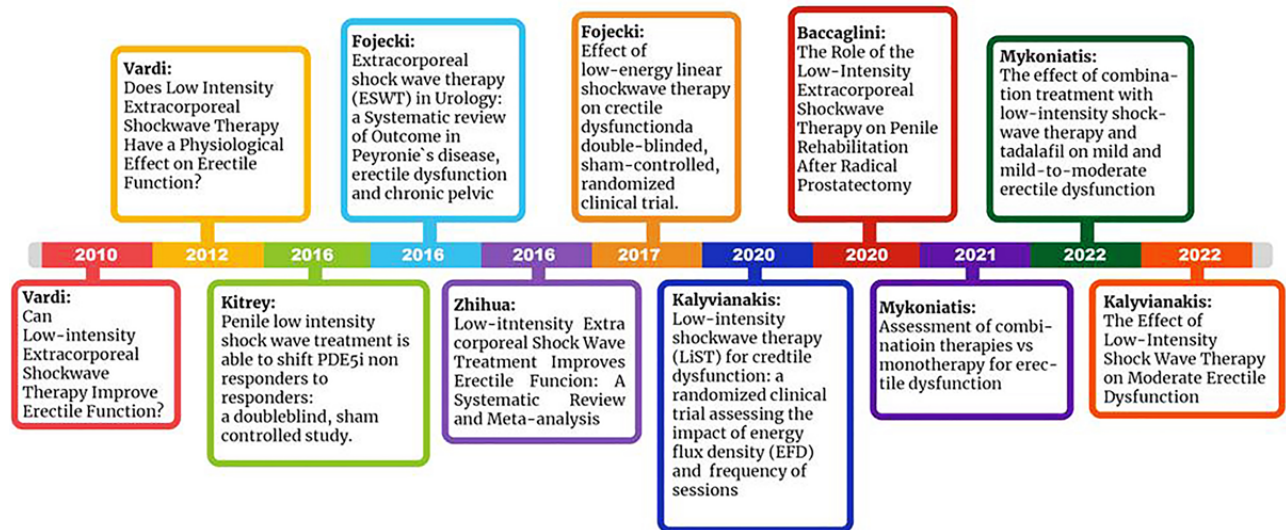 Vardi:
Does Low Intensity
Extracorporeal
Shockwave Therapy
Have a Physiological
Effect on Erectile
Function?
Fojecki:
Extracorporeal
shock wave therapy
(ESWT) in Urology:
a Systematic review
of Outcome in
Peyronie`s disease,
erectile dysfunction
and chronic pelvic
Fojecki:
Effect of
low-energy linear
shockwave therapy
on crectile
dysfunctionda
double-blinded,
sham-controlled,
randomized
clinical trial.
Baccaglini:
The Role of the
Low-Intensity
Extracorporeal
Shockwave
Therapy on Penile
Rehabilitation
After Radical
Prostatectomy
Mykoniatis:
The effect of combina-
tion treatment with
low-intensity shock-
wave therapy and
tadalafil on mild and
mild-to-moderate
erectile dysfunction
2010 2012 2016 2016 2016 2017 2020 2020 2021 2022 2022
Vardi:
Can
Low-intensity
Extracorporeal
Shockwave
Therapy Improve
Erectile Function?
Kitrey:
Penile low intensity
shock wave treatment is
able to shift PDE5i non
responders to
responders:
a doubleblind, sham
controlled study.
Zhihua:
Low-itntensity Extra
corporeal Shock Wave
Treatment Improves
Erectile Funcion: A
Systematic Review
and Meta-analysis
Kalyvianakis:
Low-intensity
shockwave therapy
(LiST) for credtile
dysfunction: a
randomized clinical
trial assessing the
impact of energy
flux density (EFD)
and frequency of
sessions
Mykoniatis:
Assessment of combi-
natioin therapies vs
monotherapy for erec-
tile dysfunction
Kalyvianakis:
The Effect of
Low-Intensity
Shock Wave Therapy
on Moderate Erectile
Dysfunction